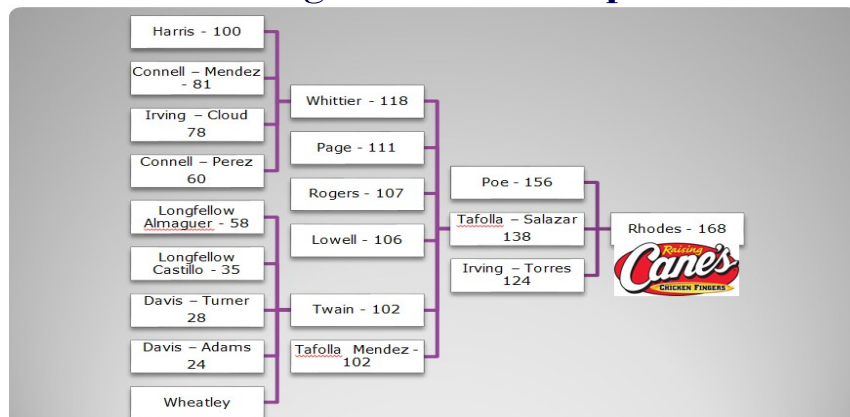 Harris - 100
Connell – Mendez
- 81
Irving – Cloud
78
Connell – Perez
60
Longfellow
Almaguer - 58
Longfellow
Castillo - 35
Davis – Turner
28
Davis – Adams
24
Wheatley
Whittier - 118
Page - 111
Rogers - 107
Lowell - 106
Twain - 102
Tafolla Mendez -
102
Poe - 156
Tafolla – Salazar
138
Irving – Torres
124
Rhodes - 168
Raising
Cane's
CHICKEN FINGERS